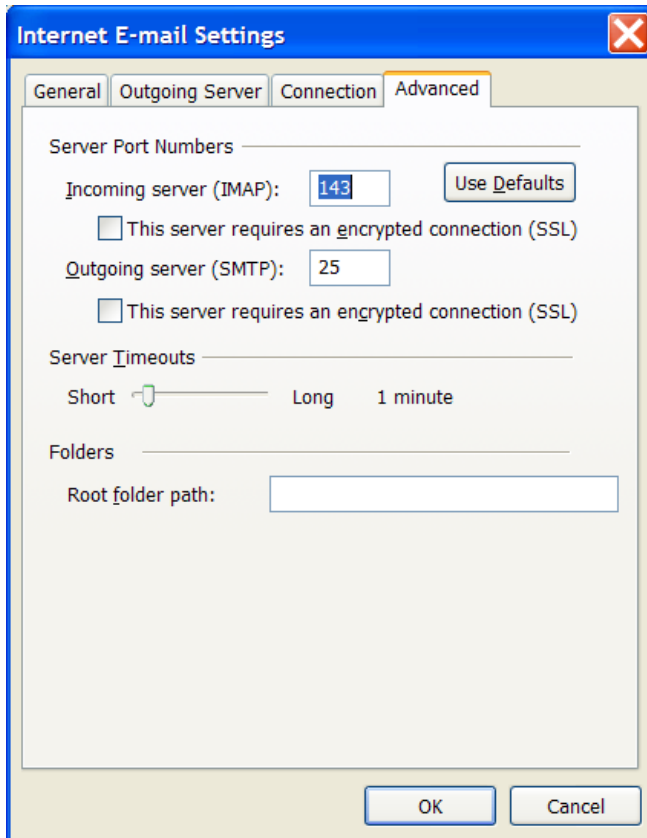 Internet E-mail Settings
General Outgoing Server Connection Advanced
Server Port Numbers
Incoming server (IMAP): 143 Use Defaults
This server requires an encrypted connection (SSL)
Outgoing server (SMTP): 25
This server requires an encrypted connection (SSL)
Server Timeouts
Short Long 1 minute
Folders
Root folder path:
OK Cancel